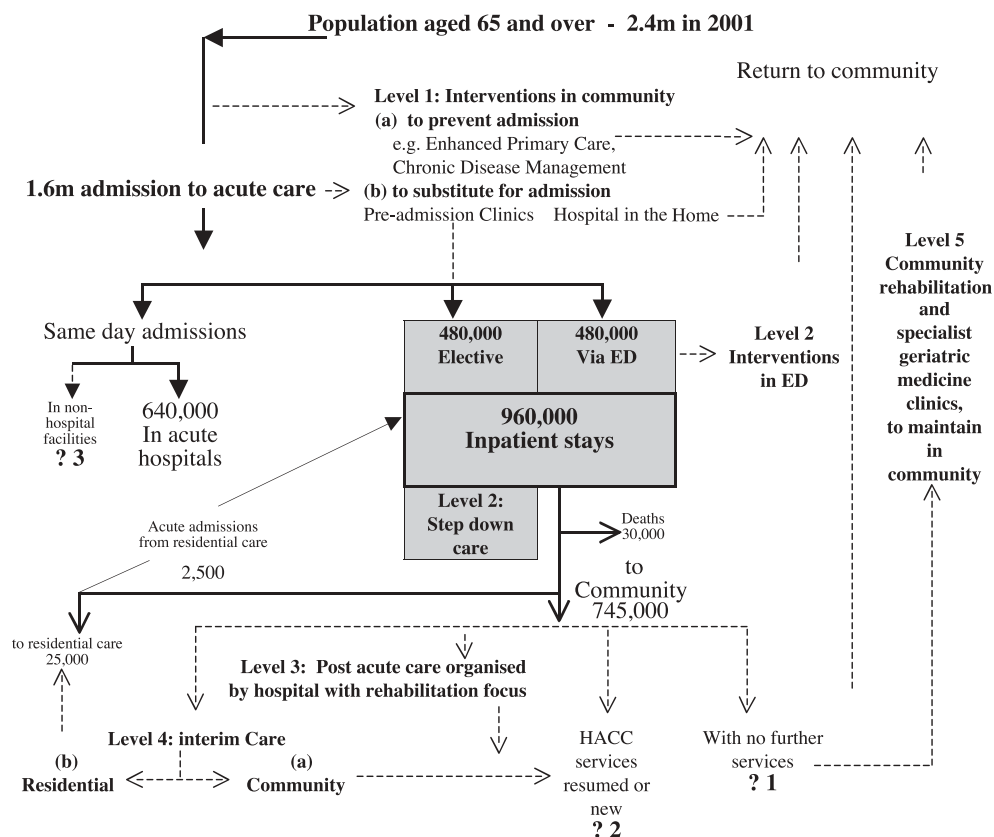 Population aged 65 and over - 2.4m in 2001
Return to community
Level 1: Interventions in community
(a) to prevent admission
e.g. Enhanced Primary Care,
Chronic Disease Management
1.6m admission to acute care
(b) to substitute for admission
Pre-admission Clinics Hospital in the Home
Level 5
Community
rehabilitation
and
specialist
geriatric
medicine
clinics,
to maintain
in
community
Same day admissions
480,000
Elective
480,000
Via ED
Level 2
Interventions
in ED
In non-
hospital
facilities
? 3
640,000
In acute
hospitals
960,000
Inpatient stays
Level 2:
Step down
care
Acute admissions
from residential care
2,500
Deaths
30,000
to
Community
745,000
to residential care
25,000
Level 3: Post acute care organised
by hospital with rehabilitation focus
Level 4: interim Care
(b)
Residential
(a)
Community
HACC
services
resumed or
new
? 2
With no further
services
? 1